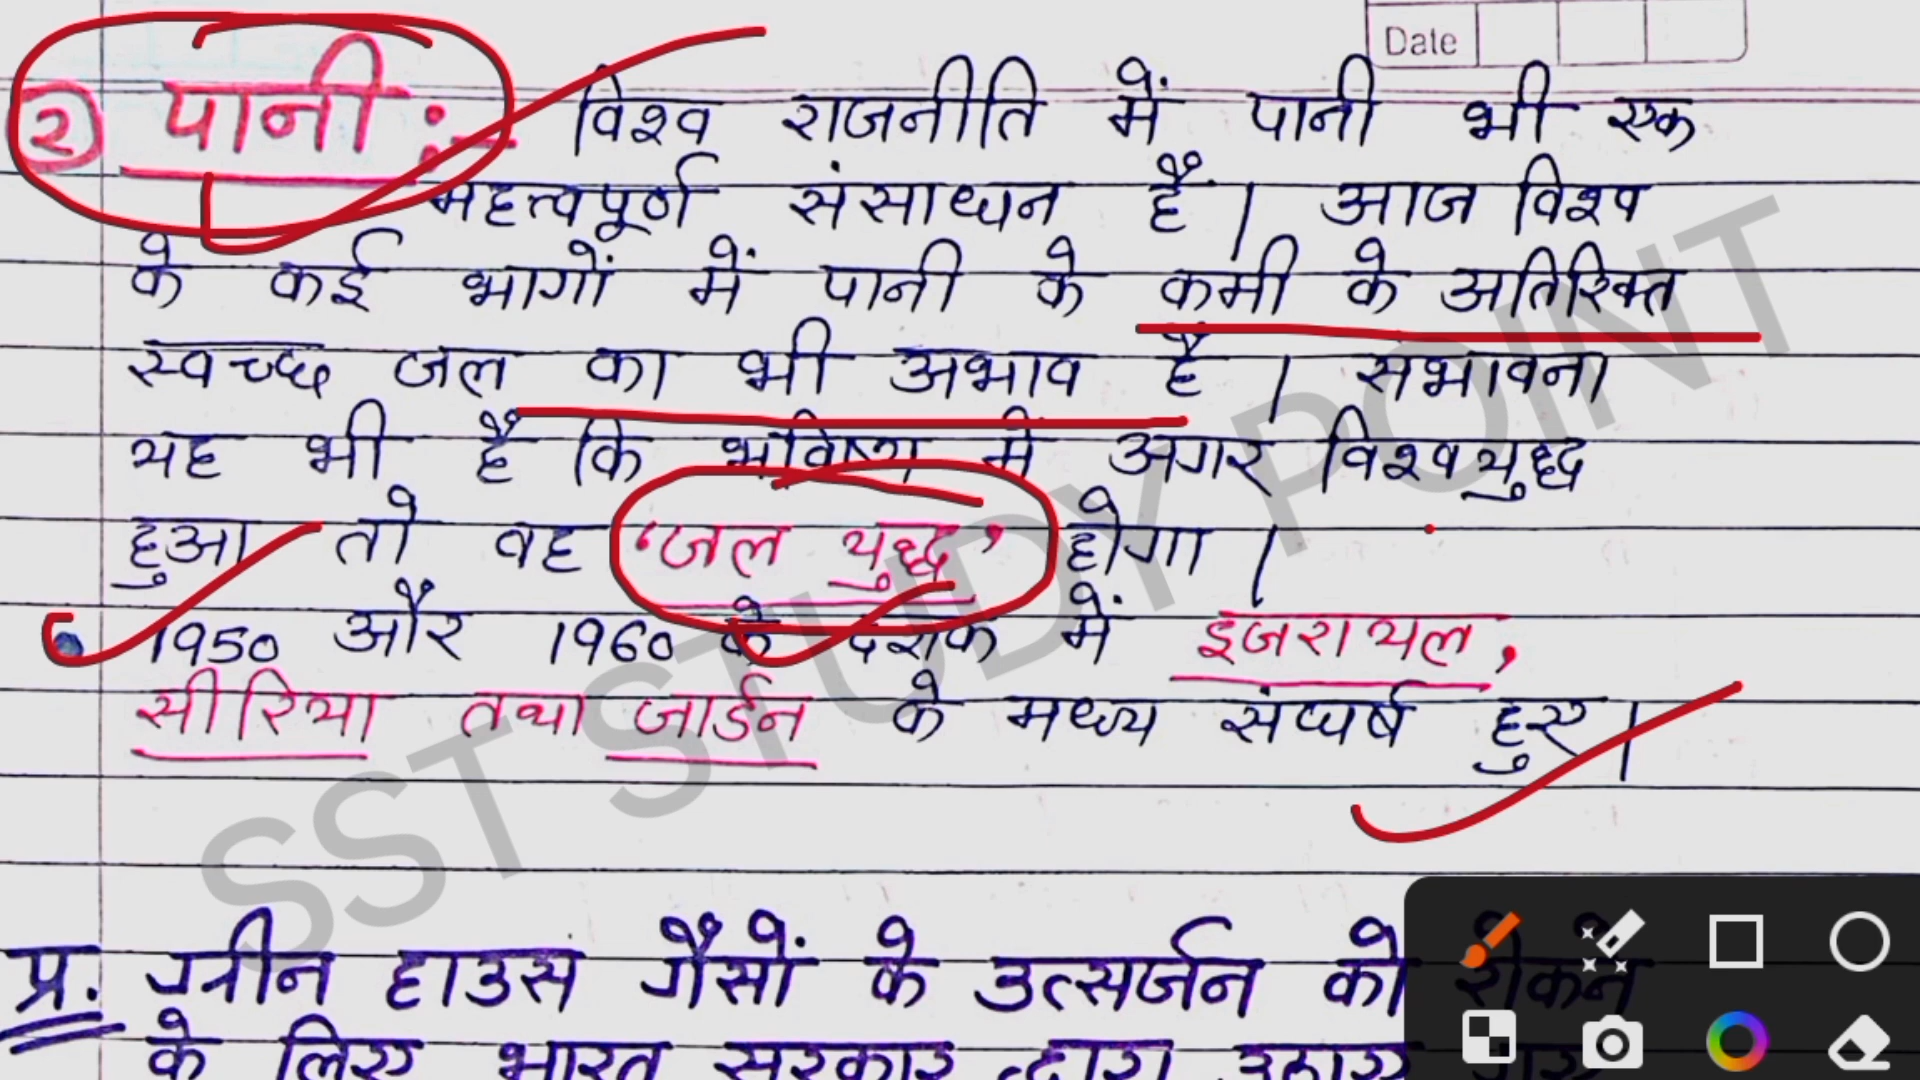 Date
② पानी :- विश्व राजनीति में पानी भी एक
महत्त्वपूर्ण संसाधन है। आज विश्व
के कई भागों में पानी के कमी के अतिरिक्त
स्वच्छ जल का भी अभाव है। संभावना
यह भी है कि भविष्य में अगर विश्वयुद्ध
हुआ तो वह 'जल युद्ध' होगा।
• 1950 और 1960 के दशक में इजरायल,
सीरिया तथा जार्डन के मध्य संघर्ष हुए।
SST STUDY POINT
प्र. ग्रीन हाउस गैसों के उत्सर्जन को रोकने
के लिए भारत सरकार द्वारा उठाए